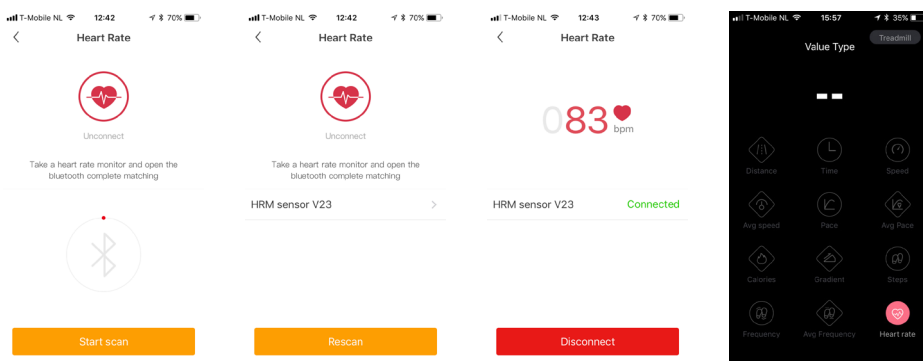 T-Mobile NL 12:42 70%
Heart Rate
Unconnect
Take a heart rate monitor and open the
bluetooth complete matching
Start scan
T-Mobile NL 12:42 70%
Heart Rate
Unconnect
Take a heart rate monitor and open the
bluetooth complete matching
HRM sensor V23
Rescan
T-Mobile NL 12:43 70%
Heart Rate
083 bpm
HRM sensor V23 Connected
Disconnect
T-Mobile NL 15:57 35%
Treadmill
Value Type
--
Distance Time Speed
Avg speed Pace Avg Pace
Calories Gradient Steps
Frequency Avg Frequency Heart rate